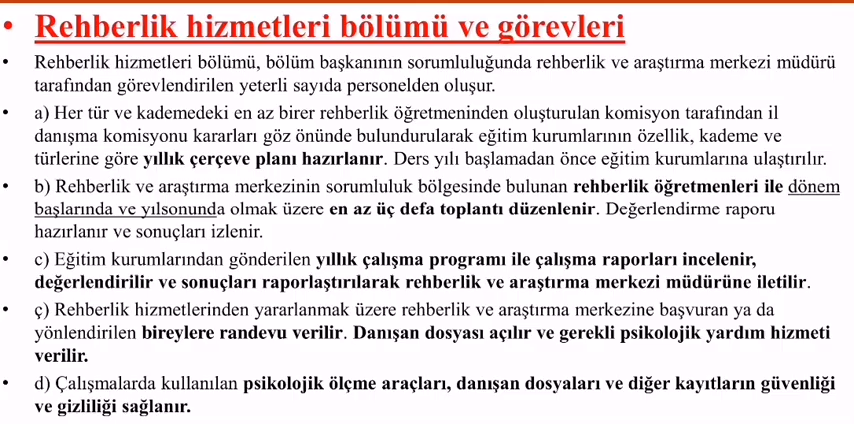 • Rehberlik hizmetleri bölümü ve görevleri
• Rehberlik hizmetleri bölümü, bölüm başkanının sorumluluğunda rehberlik ve araştırma merkezi müdürü
tarafından görevlendirilen yeterli sayıda personelden oluşur.
• a) Her tür ve kademedeki en az birer rehberlik öğretmeninden oluşturulan komisyon tarafından il
danışma komisyonu kararları göz önünde bulundurularak eğitim kurumlarının özellik, kademe ve
türlerine göre yıllık çerçeve planı hazırlanır. Ders yılı başlamadan önce eğitim kurumlarına ulaştırılır.
• b) Rehberlik ve araştırma merkezinin sorumluluk bölgesinde bulunan rehberlik öğretmenleri ile dönem
başlarında ve yılsonunda olmak üzere en az üç defa toplantı düzenlenir. Değerlendirme raporu
hazırlanır ve sonuçları izlenir.
• c) Eğitim kurumlarından gönderilen yıllık çalışma programı ile çalışma raporları incelenir,
değerlendirilir ve sonuçları raporlaştırılarak rehberlik ve araştırma merkezi müdürüne iletilir.
• ç) Rehberlik hizmetlerinden yararlanmak üzere rehberlik ve araştırma merkezine başvuran ya da
yönlendirilen bireylere randevu verilir. Danışan dosyası açılır ve gerekli psikolojik yardım hizmeti
verilir.
• d) Çalışmalarda kullanılan psikolojik ölçme araçları, danışan dosyaları ve diğer kayıtların güvenliği
ve gizliliği sağlanır.